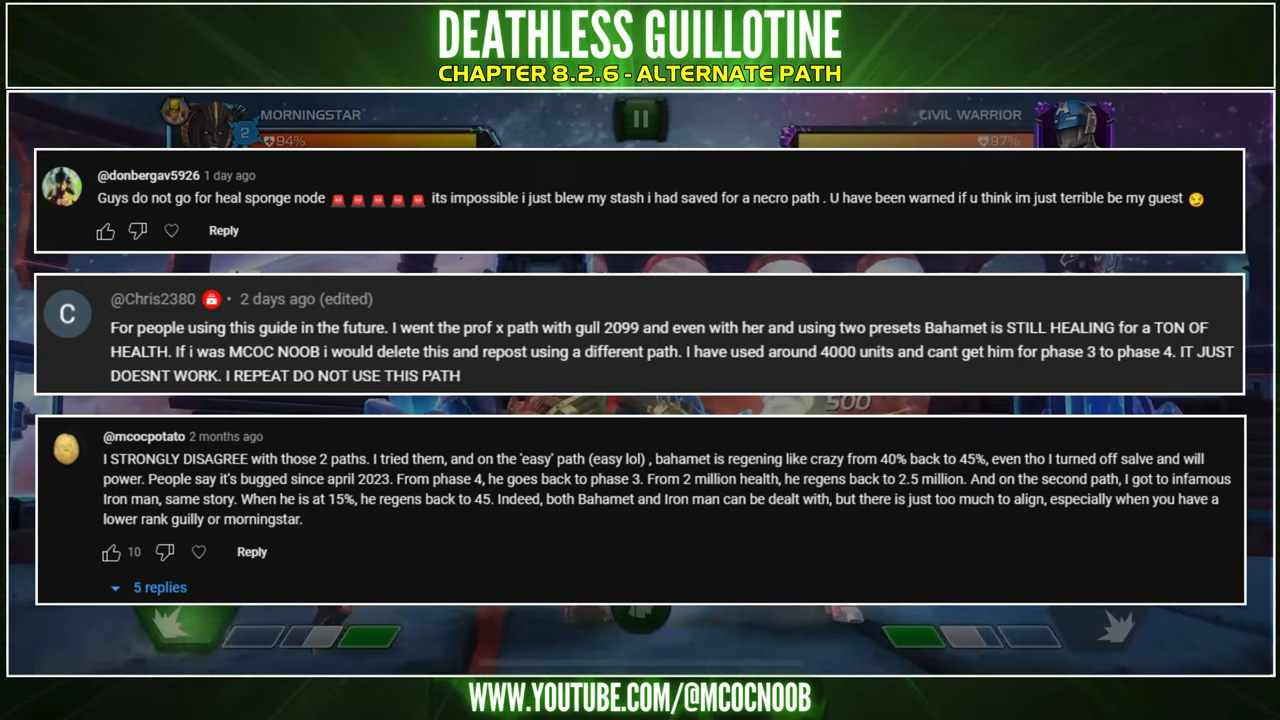 DEATHLESS GUILLOTINE
CHAPTER 8.2.6 - ALTERNATE PATH
MORNINGSTAR
CIVIL WARRIOR
2
94%
97%
@donbergav5926 1 day ago
Guys do not go for heal sponge node 🚨 🚨 🚨 🚨 🚨 its impossible i just blew my stash i had saved for a necro path . U have been warned if u think im just terrible be my guest 😏
Reply
C
@Chris2380 • 2 days ago (edited)
For people using this guide in the future. I went the prof x path with gull 2099 and even with her and using two presets Bahamet is STILL HEALING for a TON OF
HEALTH. If i was MCOC NOOB i would delete this and repost using a different path. I have used around 4000 units and cant get him for phase 3 to phase 4. IT JUST
DOESNT WORK. I REPEAT DO NOT USE THIS PATH
500
@mcocpotato 2 months ago
I STRONGLY DISAGREE with those 2 paths. I tried them, and on the 'easy' path (easy lol) , bahamet is regening like crazy from 40% back to 45%, even tho I turned off salve and will
power. People say it's bugged since april 2023. From phase 4, he goes back to phase 3. From 2 million health, he regens back to 2.5 million. And on the second path, I got to infamous
Iron man, same story. When he is at 15%, he regens back to 45. Indeed, both Bahamet and Iron man can be dealt with, but there is just too much to align, especially when you have a
lower rank guilly or morningstar.
10 Reply
5 replies
WWW.YOUTUBE.COM/@MCOCNOOB